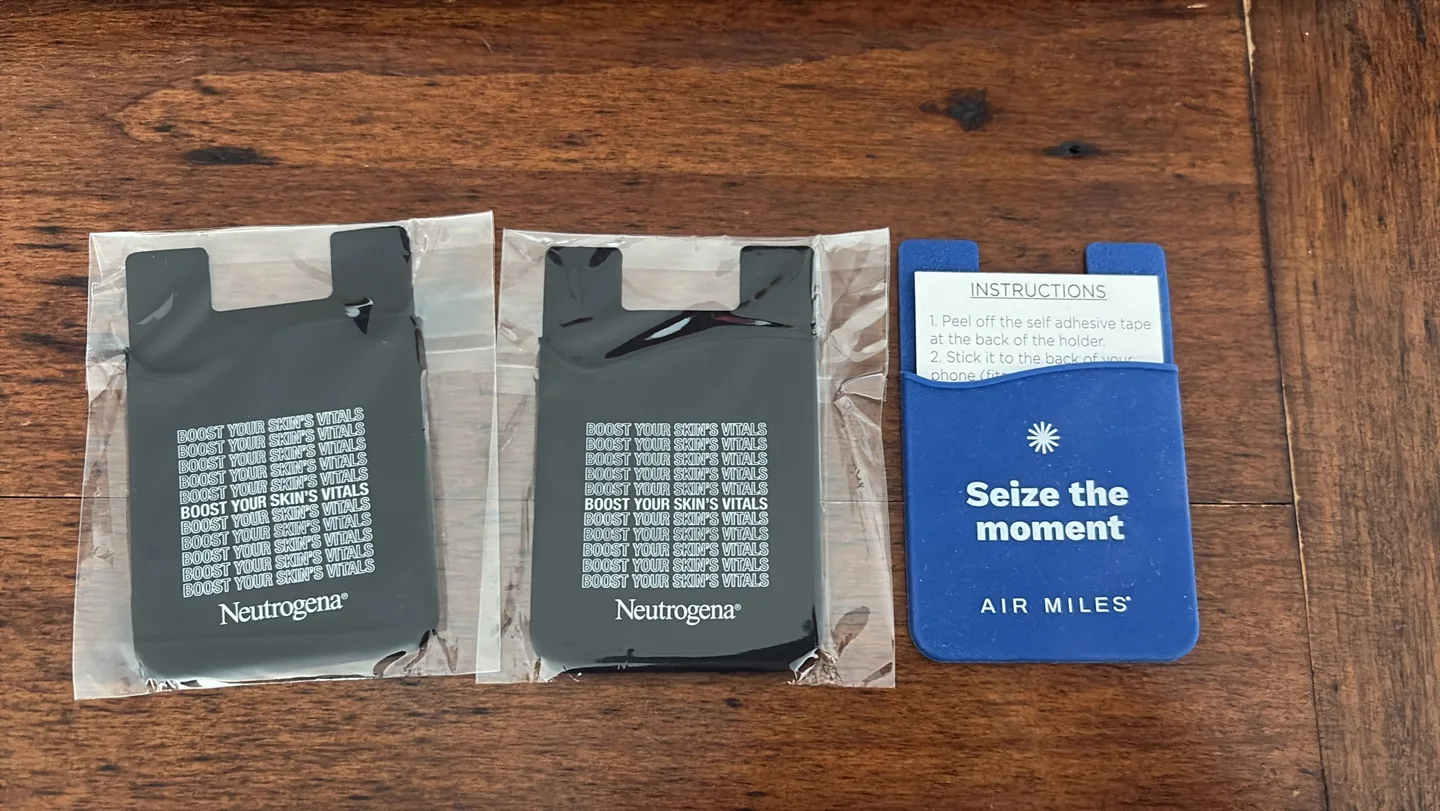 BOOST YOUR SKIN'S VITALS
BOOST YOUR SKIN'S VITALS
BOOST YOUR SKIN'S VITALS
BOOST YOUR SKIN'S VITALS
BOOST YOUR SKIN'S VITALS
BOOST YOUR SKIN'S VITALS
BOOST YOUR SKIN'S VITALS
BOOST YOUR SKIN'S VITALS
BOOST YOUR SKIN'S VITALS
BOOST YOUR SKIN'S VITALS
BOOST YOUR SKIN'S VITALS
Neutrogena®
BOOST YOUR SKIN'S VITALS
BOOST YOUR SKIN'S VITALS
BOOST YOUR SKIN'S VITALS
BOOST YOUR SKIN'S VITALS
BOOST YOUR SKIN'S VITALS
BOOST YOUR SKIN'S VITALS
BOOST YOUR SKIN'S VITALS
BOOST YOUR SKIN'S VITALS
BOOST YOUR SKIN'S VITALS
BOOST YOUR SKIN'S VITALS
BOOST YOUR SKIN'S VITALS
Neutrogena®
INSTRUCTIONS
1. Peel off the self adhesive tape
at the back of the holder.
2. Stick it to the back of your
phone
Seize the
moment
AIR MILES